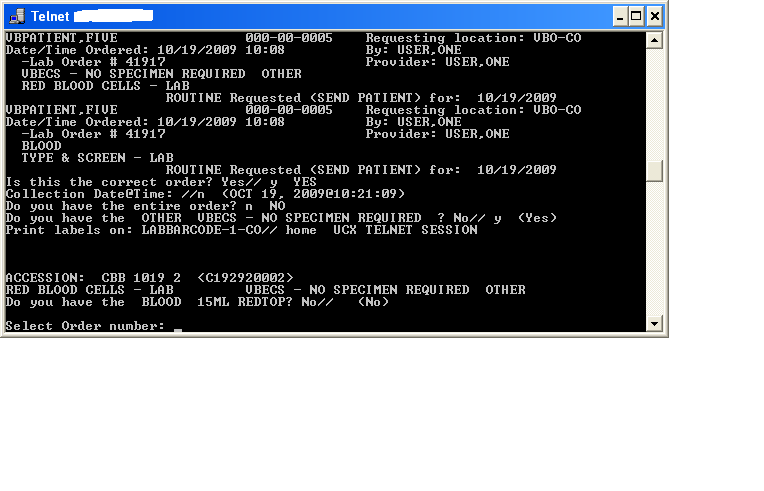 Telnet
VBPATIENT,FIVE 000-00-0005 Requesting location: VBO-CO
Date/Time Ordered: 10/19/2009 10:08 By: USER,ONE
-Lab Order # 41917 Provider: USER,ONE
VBECS - NO SPECIMEN REQUIRED OTHER
RED BLOOD CELLS - LAB
ROUTINE Requested (SEND PATIENT) for: 10/19/2009
VBPATIENT,FIVE 000-00-0005 Requesting location: VBO-CO
Date/Time Ordered: 10/19/2009 10:08 By: USER,ONE
-Lab Order # 41917 Provider: USER,ONE
BLOOD
TYPE & SCREEN - LAB
ROUTINE Requested (SEND PATIENT) for: 10/19/2009
Is this the correct order? Yes// y YES
Collection Date@Time: //n (OCT 19, 2009@10:21:09)
Do you have the entire order? n NO
Do you have the OTHER VBECS - NO SPECIMEN REQUIRED ? No// y (Yes)
Print labels on: LABBARCODE-1-CO// home UCX TELNET SESSION
ACCESSION: CBB 1019 2 <C192920002>
RED BLOOD CELLS - LAB VBECS - NO SPECIMEN REQUIRED OTHER
Do you have the BLOOD 15ML REDTOP? No// (No)
Select Order number: _